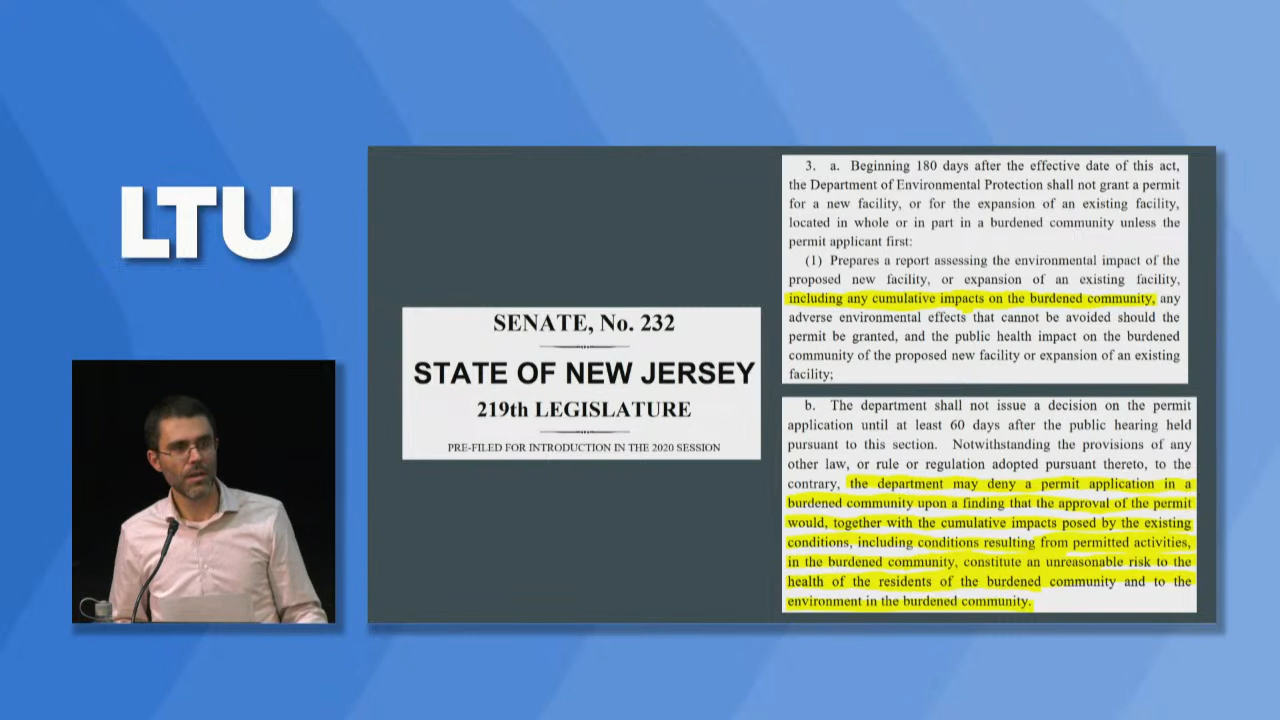 LTU
SENATE, No. 232
STATE OF NEW JERSEY
219th LEGISLATURE
PRE-FILED FOR INTRODUCTION IN THE 2020 SESSION
3. a. Beginning 180 days after the effective date of this act,
the Department of Environmental Protection shall not grant a permit
for a new facility, or for the expansion of an existing facility,
located in whole or in part in a burdened community unless the
permit applicant first:
(1) Prepares a report assessing the environmental impact of the
proposed new facility, or expansion of an existing facility,
including any cumulative impacts on the burdened community, any
adverse environmental effects that cannot be avoided should the
permit be granted, and the public health impact on the burdened
community of the proposed new facility or expansion of an existing
facility;
b. The department shall not issue a decision on the permit
application until at least 60 days after the public hearing held
pursuant to this section. Notwithstanding the provisions of any
other law, or rule or regulation adopted pursuant thereto, to the
contrary, the department may deny a permit application in a
burdened community upon a finding that the approval of the permit
would, together with the cumulative impacts posed by the existing
conditions, including conditions resulting from permitted activities,
in the burdened community, constitute an unreasonable risk to the
health of the residents of the burdened community and to the
environment in the burdened community.